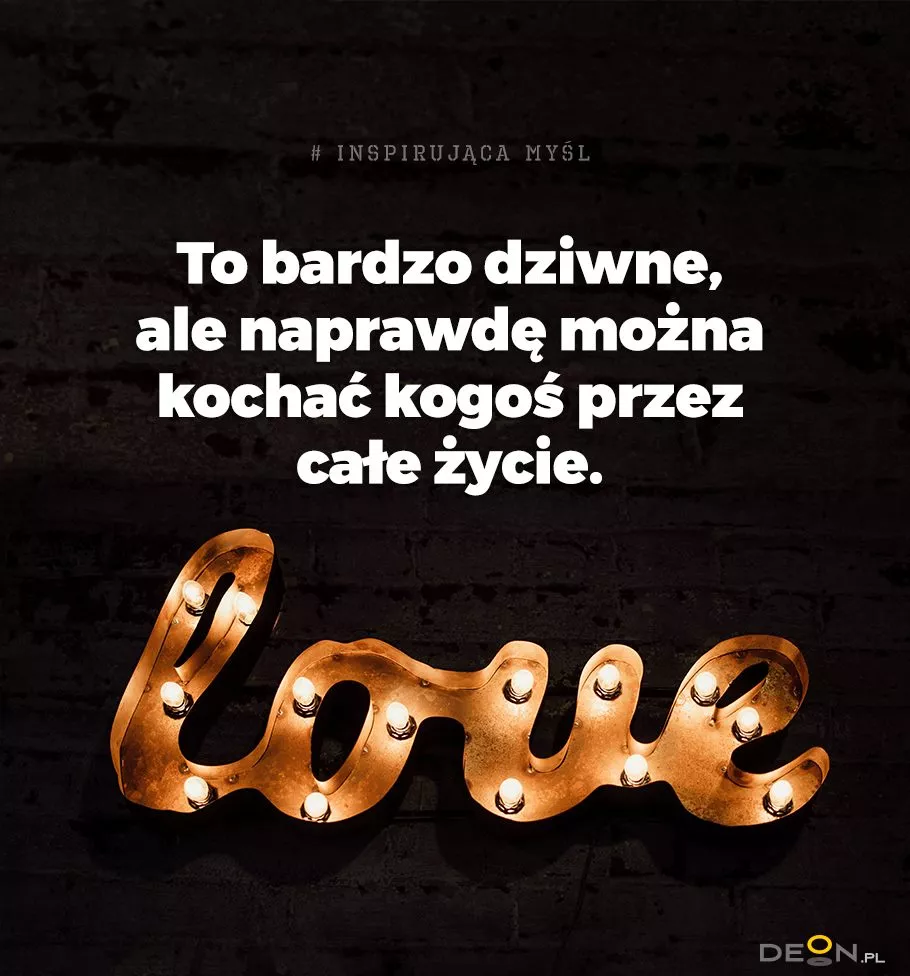 # INSPIRUJĄCA MYŚL
To bardzo dziwne,
ale naprawdę można
kochać kogoś przez
całe życie.
love
DEON.PL